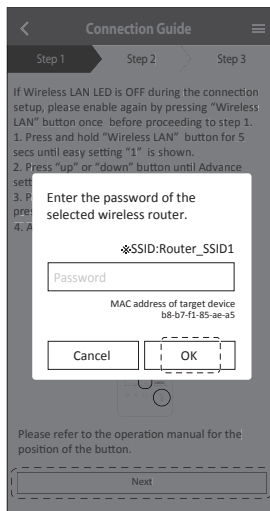 Connection Guide
Step 1 Step 2 Step 3
If Wireless LAN LED is OFF during the connection
setup, please enable again by pressing "Wireless
LAN" button once before proceeding to step 1.
1. Press and hold "Wireless LAN" button for 5
secs until easy setting "1" is shown.
2. Press "up" or "down" button until Advance
sett
3. P
pres
4. A
Enter the password of the
selected wireless router.
※SSID:Router_SSID1
Password
MAC address of target device
b8-b7-f1-85-ae-a5
Cancel OK
Please refer to the operation manual for the
position of the button.
Next